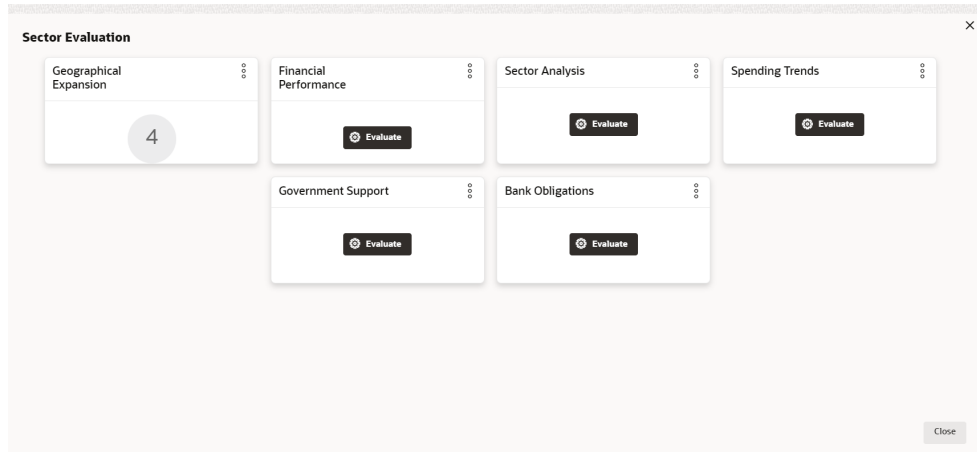 Sector Evaluation
Geographical
Expansion
4
Financial
Performance
Evaluate
Sector Analysis
Evaluate
Spending Trends
Evaluate
Government Support
Evaluate
Bank Obligations
Evaluate
Close